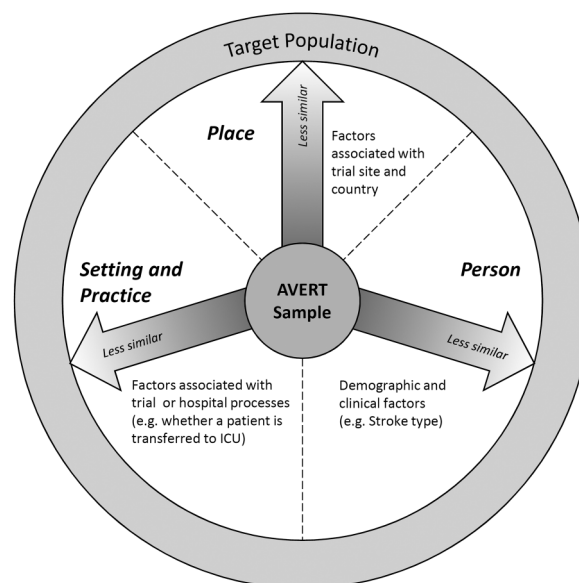 Target Population
Less similar
Place
Factors
associated with
trial site and
country
Setting and
Practice
Person
AVERT
Sample
Less similar
Less similar
Factors associated with
trial or hospital processes
(e.g. whether a patient is
transferred to ICU)
Demographic and
clinical factors
(e.g. Stroke type)